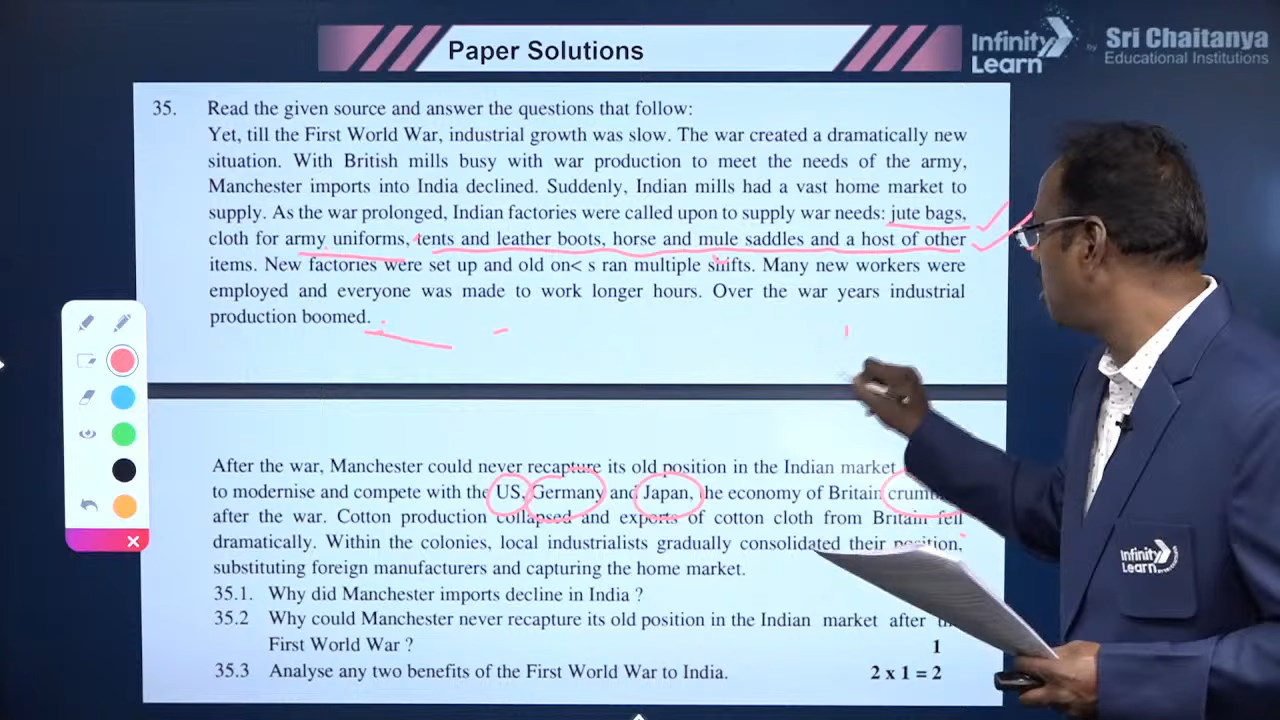 Paper Solutions
Infinity Learn by Sri Chaitanya Educational Institutions
35. Read the given source and answer the questions that follow:
Yet, till the First World War, industrial growth was slow. The war created a dramatically new
situation. With British mills busy with war production to meet the needs of the army,
Manchester imports into India declined. Suddenly, Indian mills had a vast home market to
supply. As the war prolonged, Indian factories were called upon to supply war needs: jute bags,
cloth for army uniforms, tents and leather boots, horse and mule saddles and a host of other
items. New factories were set up and old on< s ran multiple shifts. Many new workers were
employed and everyone was made to work longer hours. Over the war years industrial
production boomed.
After the war, Manchester could never recapture its old position in the Indian market
to modernise and compete with the US, Germany and Japan, the economy of Britain
after the war. Cotton production collapsed and exports of cotton cloth from Britain fell
dramatically. Within the colonies, local industrialists gradually consolidated their position,
substituting foreign manufacturers and capturing the home market.
35.1. Why did Manchester imports decline in India ?
35.2 Why could Manchester never recapture its old position in the Indian market after
First World War ? 1
35.3 Analyse any two benefits of the First World War to India. 2 x 1 = 2
Infinity Learn